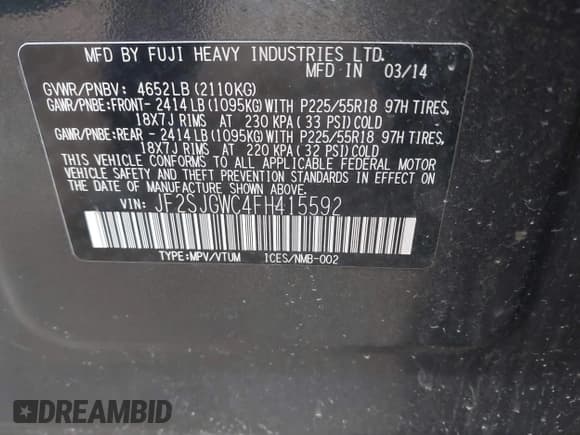 MFD BY FUJI HEAVY INDUSTRIES LTD.
MFD IN 03/14
GVWR/PNBV: 4652LB (2110KG)
GAWR/PNBE:FRONT- 2414LB (1095KG) WITH P225/55R18 97H TIRES,
18X7J RIMS AT 230 KPA ( 33 PSI) COLD
GAWR/PNBE:REAR - 2414LB (1095KG) WITH P225/55R18 97H TIRES,
18X7J RIMS AT 220 KPA ( 32 PSI) COLD
THIS VEHICLE CONFORMS TO ALL APPLICABLE FEDERAL MOTOR
VEHICLE SAFETY AND THEFT PREVENTION STANDARDS IN EFFECT ON
THE DATE OF MANUFACTURE SHOWN ABOVE.
VIN: JF2SJGWC4FH415592
TYPE:MPV/VTUM ICES/NMB-002
DREAMBID